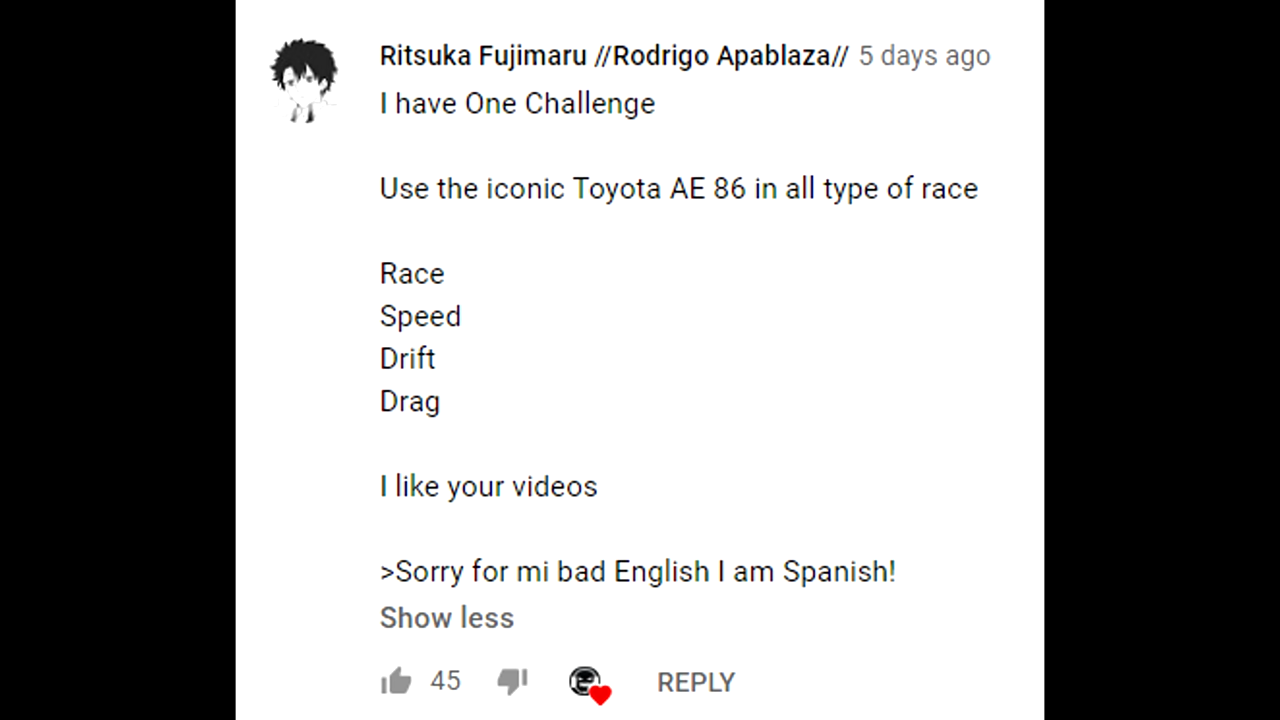 Ritsuka Fujimaru //Rodrigo Apablaza// 5 days ago
I have One Challenge
Use the iconic Toyota AE 86 in all type of race
Race
Speed
Drift
Drag
I like your videos
>Sorry for mi bad English I am Spanish!
Show less
45 REPLY